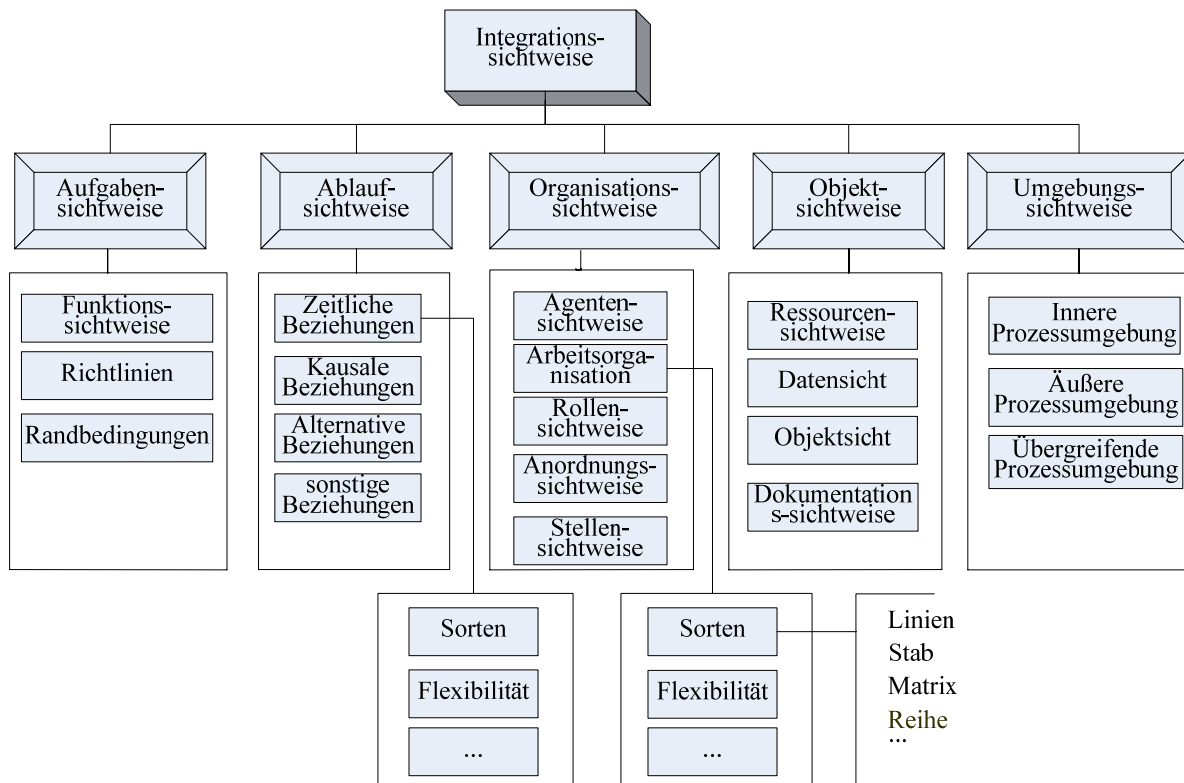 Integrations-
sichtweise
Aufgaben-
sichtweise
Ablauf-
sichtweise
Organisations-
sichtweise
Objekt-
sichtweise
Umgebungs-
sichtweise
Funktions-
sichtweise
Richtlinien
Randbedingungen
Zeitliche
Beziehungen
Kausale
Beziehungen
Alternative
Beziehungen
sonstige
Beziehungen
Agenten-
sichtweise
Arbeitsorga-
nisation
Rollen-
sichtweise
Anordnungs-
sichtweise
Stellen-
sichtweise
Ressourcen-
sichtweise
Datensicht
Objektsicht
Dokumentation
s-sichtweise
Innere
Prozessumgebung
Äußere
Prozessumgebung
Übergreifende
Prozessumgebung
Sorten
Flexibilität
...
Sorten
Flexibilität
...
Linien
Stab
Matrix
Reihe
...